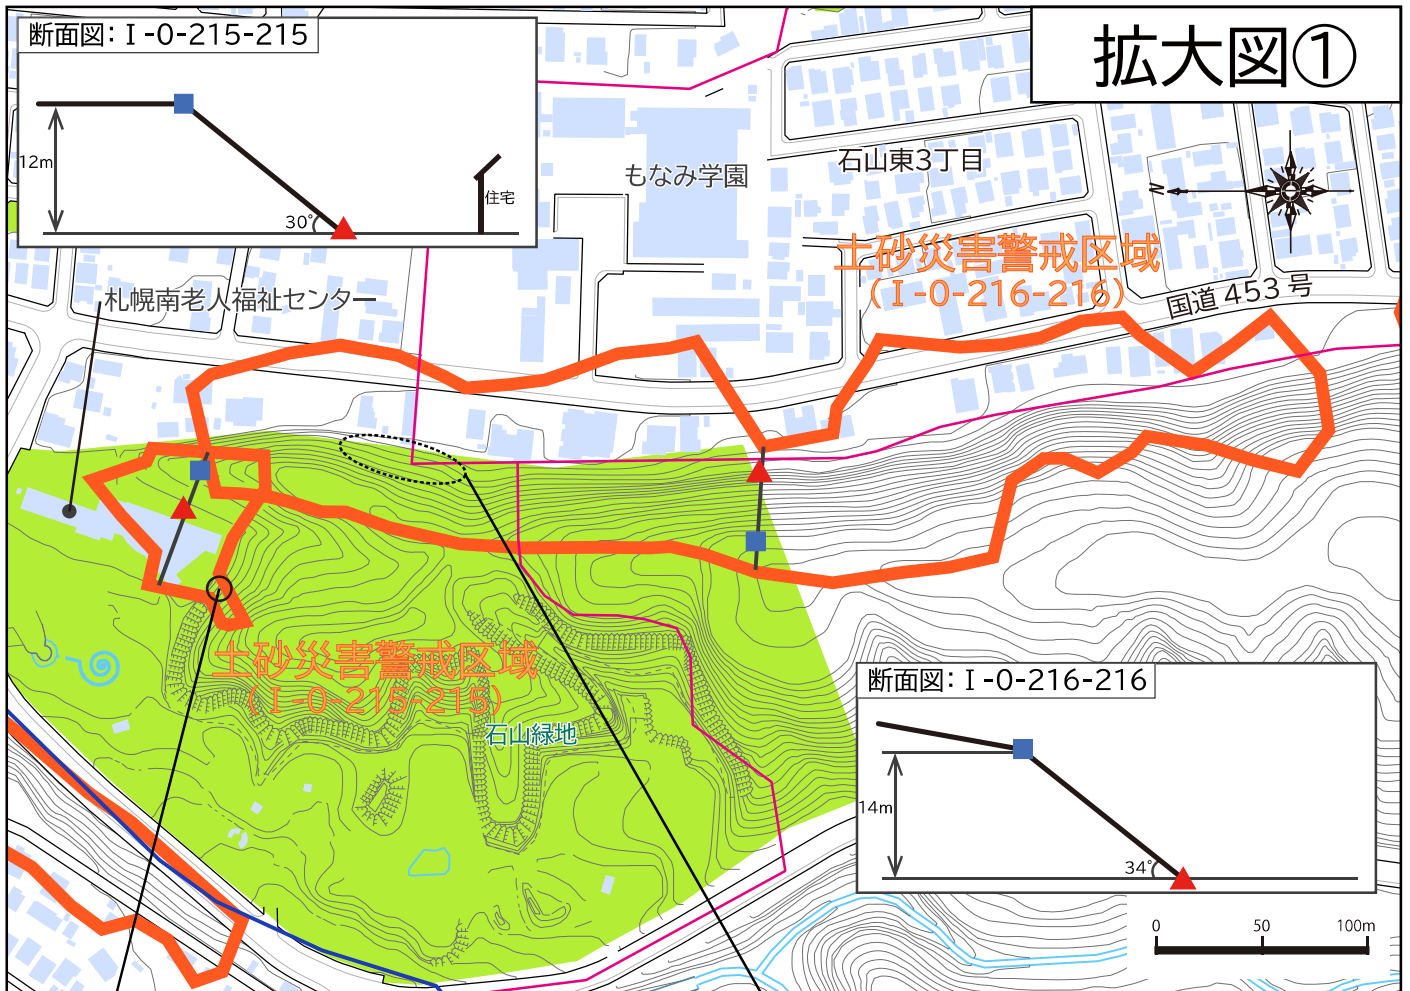 断面図：Ⅰ-0-215-215
12m
30°
住宅
拡大図①
もなみ学園
石山東3丁目
N
土砂災害警戒区域
（Ⅰ-0-216-216）
国道 453 号
札幌南老人福祉センター
土砂災害警戒区域
（Ⅰ-0-215-215）
石山緑地
断面図：Ⅰ-0-216-216
14m
34°
0 50 100m